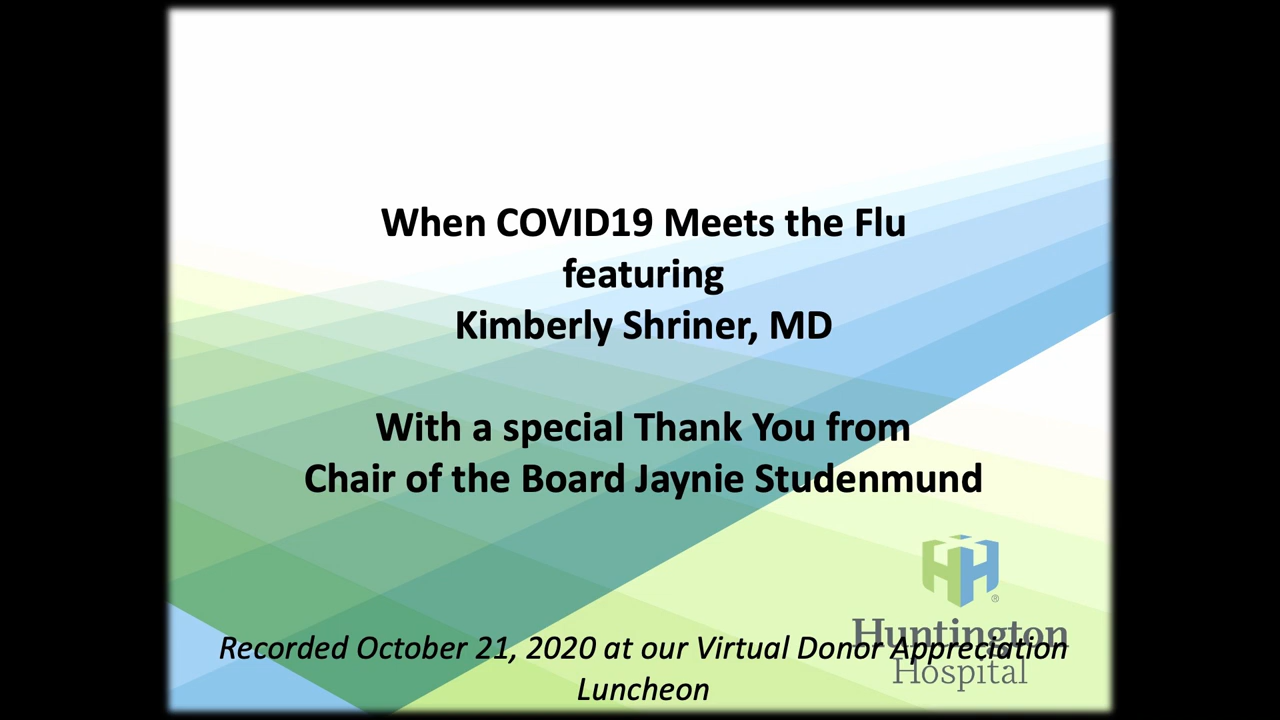 When COVID19 Meets the Flu
featuring
Kimberly Shriner, MD
With a special Thank You from
Chair of the Board Jaynie Studenmund
HH
®
Huntington
Hospital
Recorded October 21, 2020 at our Virtual Donor Appreciation
Luncheon